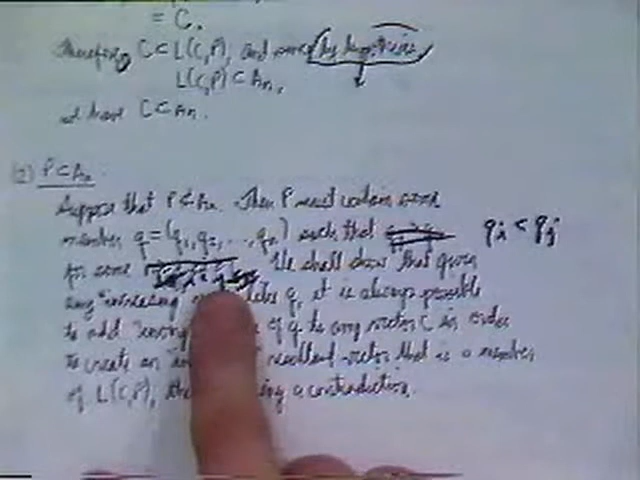 = C.
Therefore, C ⊂ L(C,P), and since by hypothesis
L(C,P) ⊂ An,
we have C ⊂ An.
(2) P ⊂ An
Suppose that P ⊄ An. Then P must contain some
member q = (q1, q2, ..., qn) such that qi < qj
for some We shall show that given
any "increasing like q, it is always possible
to add of q to any vector C in order
to create an resultant vector that is a member
of L(C,P), a contradiction.